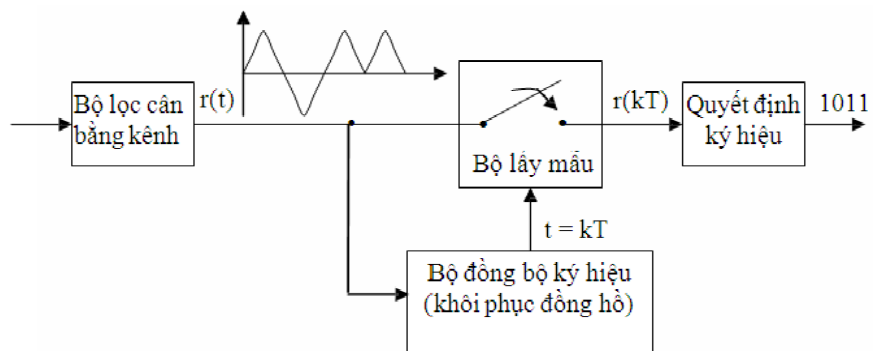 Bộ lọc cân
bằng kênh
r(t)
Bộ lấy mẫu
r(kT)
Quyết định
ký hiệu
1011
t = kT
Bộ đồng bộ ký hiệu
(khôi phục đồng hồ)